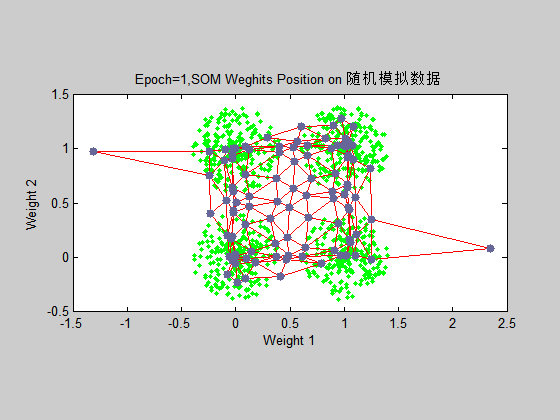 Epoch=1,SOM Weghits Position on 随机模拟数据
1.5
1
0.5
0
-0.5
Weight 2
-1.5 -1 -0.5 0 0.5 1 1.5 2 2.5
Weight 1